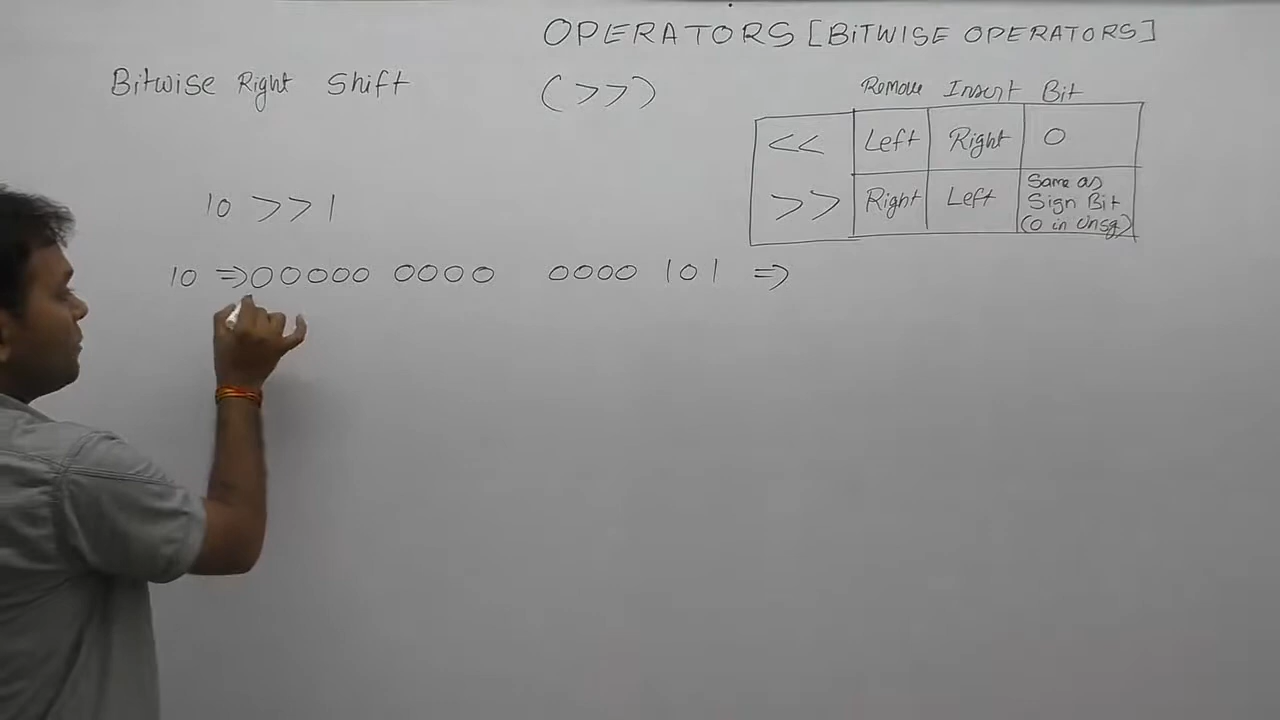 OPERATORS [BITWISE OPERATORS]
Bitwise Right Shift (>>)
Remove Insert Bit
<< Left Right 0
>> Right Left Same as Sign Bit (0 in Unsg)
10 >> 1
10 ⇒ 00000 0000 0000 101 ⇒